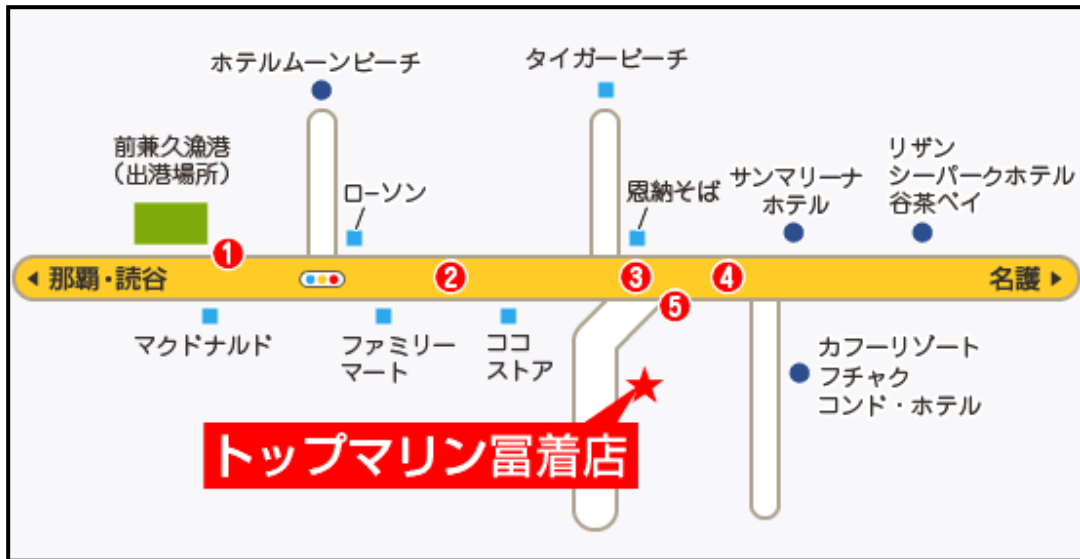 ホテルムーンビーチ
タイガービーチ
前兼久漁港
（出港場所）
ローソン
恩納そば
サンマリーナ
ホテル
リザン
シーパークホテル
谷茶ベイ
1
2
3
4
5
那覇・読谷
名護
マクドナルド
ファミリー
マート
ココ
ストア
カフーリゾート
フチャク
コンド・ホテル
トップマリン冨着店